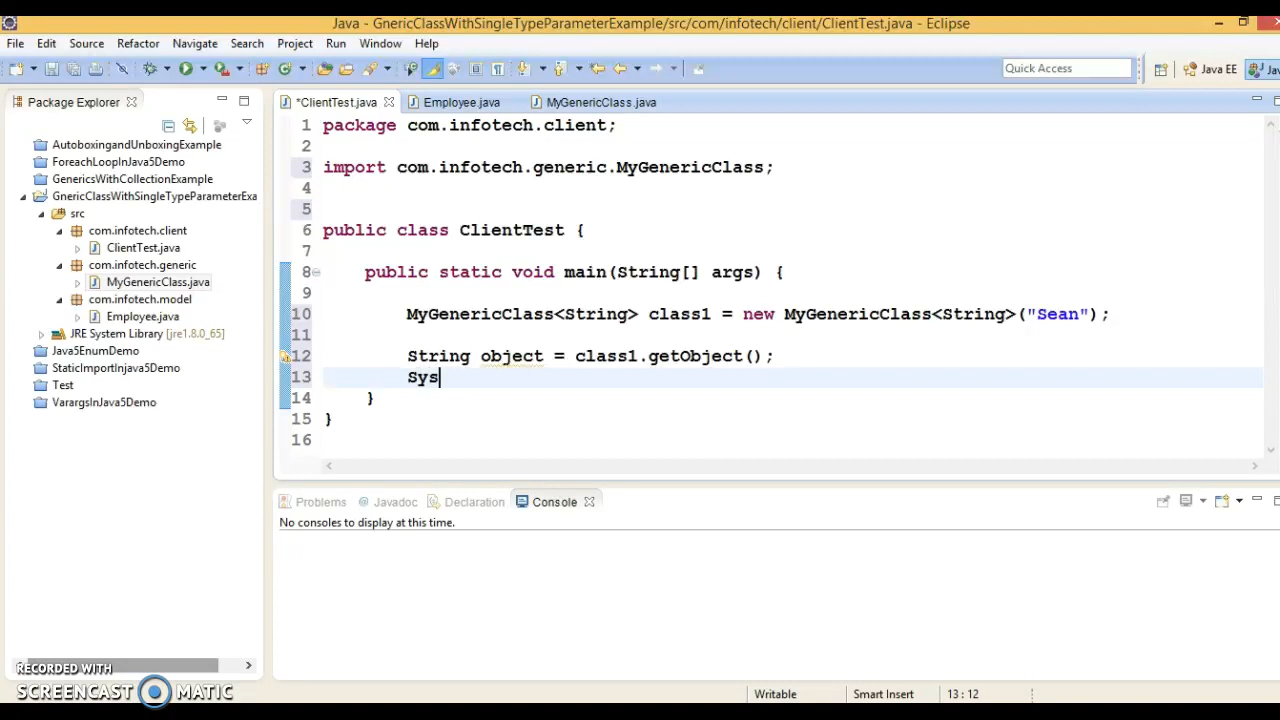 Java - GnericClassWithSingleTypeParameterExample/src/com/infotech/client/ClientTest.java - Eclipse
File Edit Source Refactor Navigate Search Project Run Window Help
Quick Access
Java EE
Jav
Package Explorer
*ClientTest.java
Employee.java
MyGenericClass.java
AutoboxingandUnboxingExample
ForeachLoopInJava5Demo
GenericsWithCollectionExample
GnericClassWithSingleTypeParameterExa
src
com.infotech.client
ClientTest.java
com.infotech.generic
MyGenericClass.java
com.infotech.model
Employee.java
JRE System Library [jre1.8.0_65]
Java5EnumDemo
StaticImportInjava5Demo
Test
VarargsInJava5Demo
1 package com.infotech.client;
2
3 import com.infotech.generic.MyGenericClass;
4
5
6 public class ClientTest {
7
8 public static void main(String[] args) {
9
10 MyGenericClass<String> class1 = new MyGenericClass<String>("Sean");
11
12 String object = class1.getObject();
13 Sys
14 }
15 }
16
Problems @ Javadoc Declaration Console
No consoles to display at this time.
RECORDED WITH
SCREENCAST MATIC
Writable Smart Insert 13 : 12